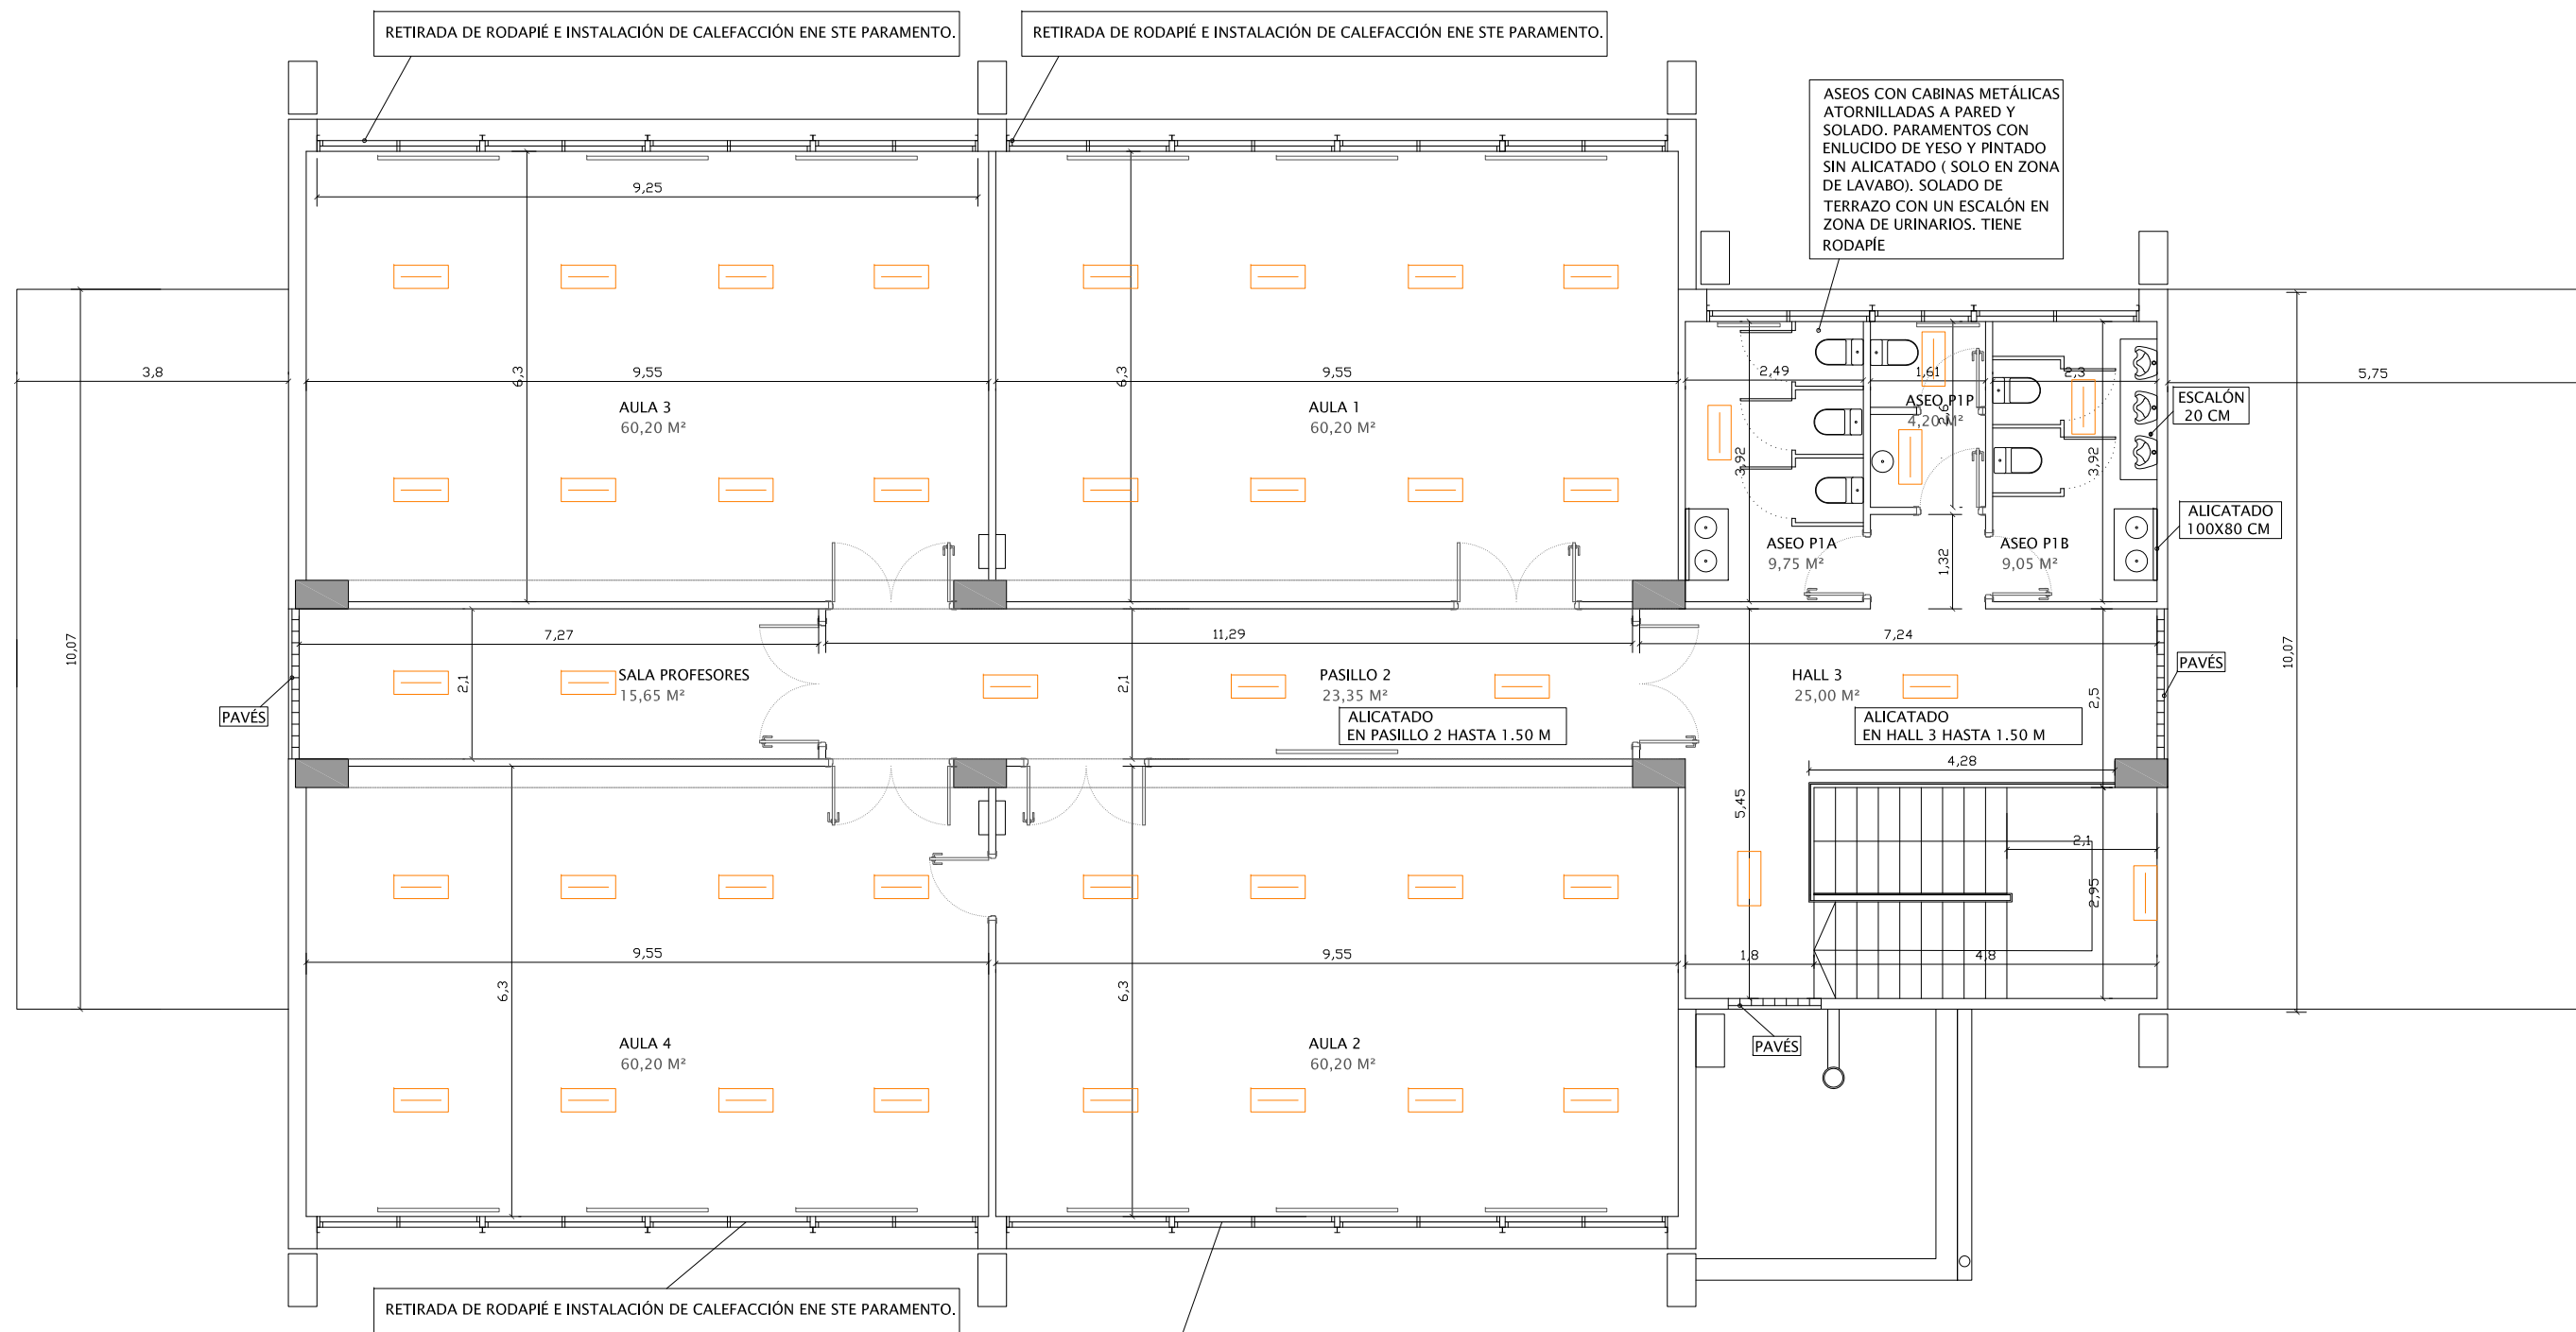 RETIRADA DE RODAPIÉ E INSTALACIÓN DE CALEFACCIÓN ENE STE PARAMENTO.
RETIRADA DE RODAPIÉ E INSTALACIÓN DE CALEFACCIÓN ENE STE PARAMENTO.
ASEOS CON CABINAS METÁLICAS
ATORNILLADAS A PARED Y
SOLADO. PARAMENTOS CON
ENLUCIDO DE YESO Y PINTADO
SIN ALICATADO ( SOLO EN ZONA
DE LAVABO). SOLADO DE
TERRAZO CON UN ESCALÓN EN
ZONA DE URINARIOS. TIENE
RODAPÍE
9,25
3,8
9,55
6,3
9,55
6,3
2,49
1,61
2,3
5,75
AULA 3
60,20 M²
AULA 1
60,20 M²
ASEO P1P
4,20 M²
2,6
ESCALÓN
20 CM
3,92
3,92
ALICATADO
100X80 CM
ASEO P1A
9,75 M²
1,32
ASEO P1B
9,05 M²
10,07
7,27
11,29
7,24
10,07
2,1
SALA PROFESORES
15,65 M²
2,1
PASILLO 2
23,35 M²
HALL 3
25,00 M²
2,5
PAVÉS
PAVÉS
ALICATADO
EN PASILLO 2 HASTA 1.50 M
ALICATADO
EN HALL 3 HASTA 1.50 M
4,28
5,45
2,1
2,95
9,55
6,3
9,55
6,3
1,8
4,8
AULA 4
60,20 M²
AULA 2
60,20 M²
PAVÉS
RETIRADA DE RODAPIÉ E INSTALACIÓN DE CALEFACCIÓN ENE STE PARAMENTO.